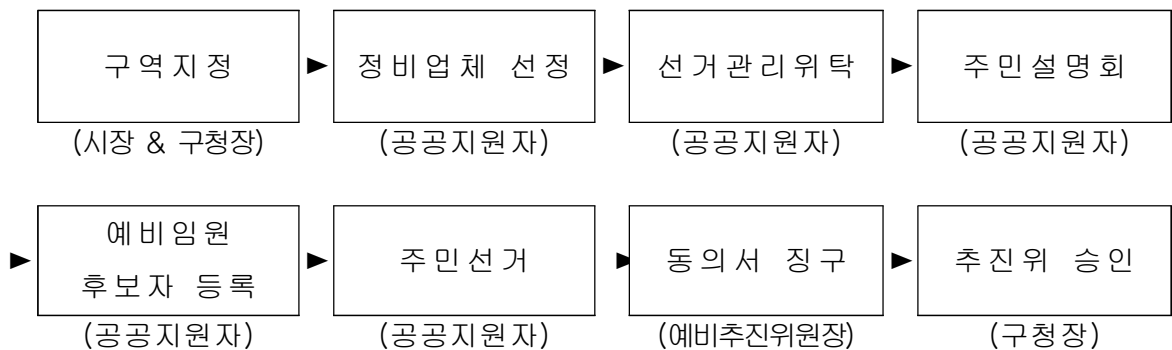 구역지정 ► 정비업체 선정 ► 선거관리위탁 ► 주민설명회
(시장 & 구청장) (공공지원자) (공공지원자) (공공지원자)
예비임원
► 후보자 등록 ► 주민선거 ► 동의서 징구 ► 추진위 승인
(공공지원자) (공공지원자) (예비추진위원장) (구청장)